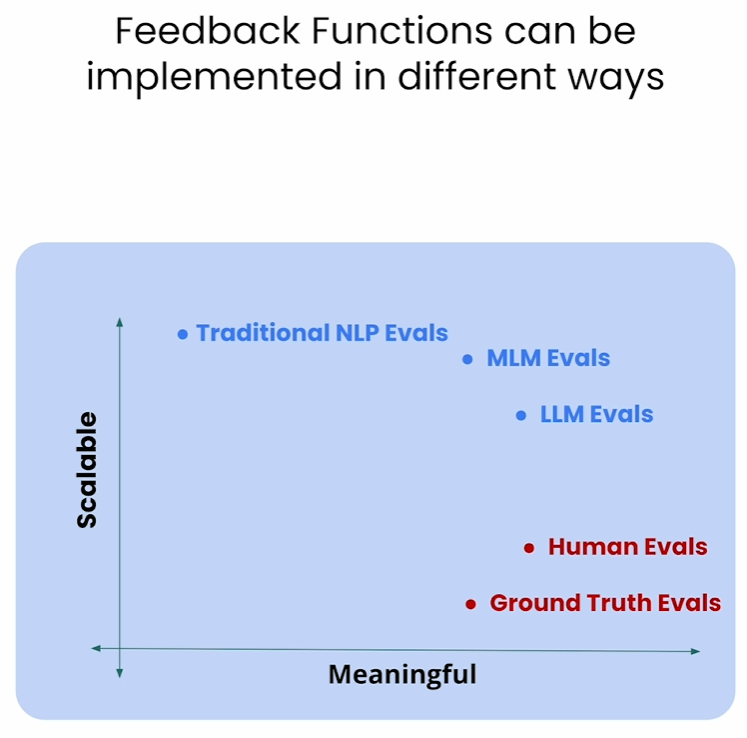 Feedback Functions can be
implemented in different ways
Traditional NLP Evals
MLM Evals
LLM Evals
Scalable
Human Evals
Ground Truth Evals
Meaningful